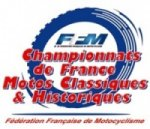 FFM
Championnats
de France
Motos Classiques
& Historiques
Fédération Française de Motocyclisme